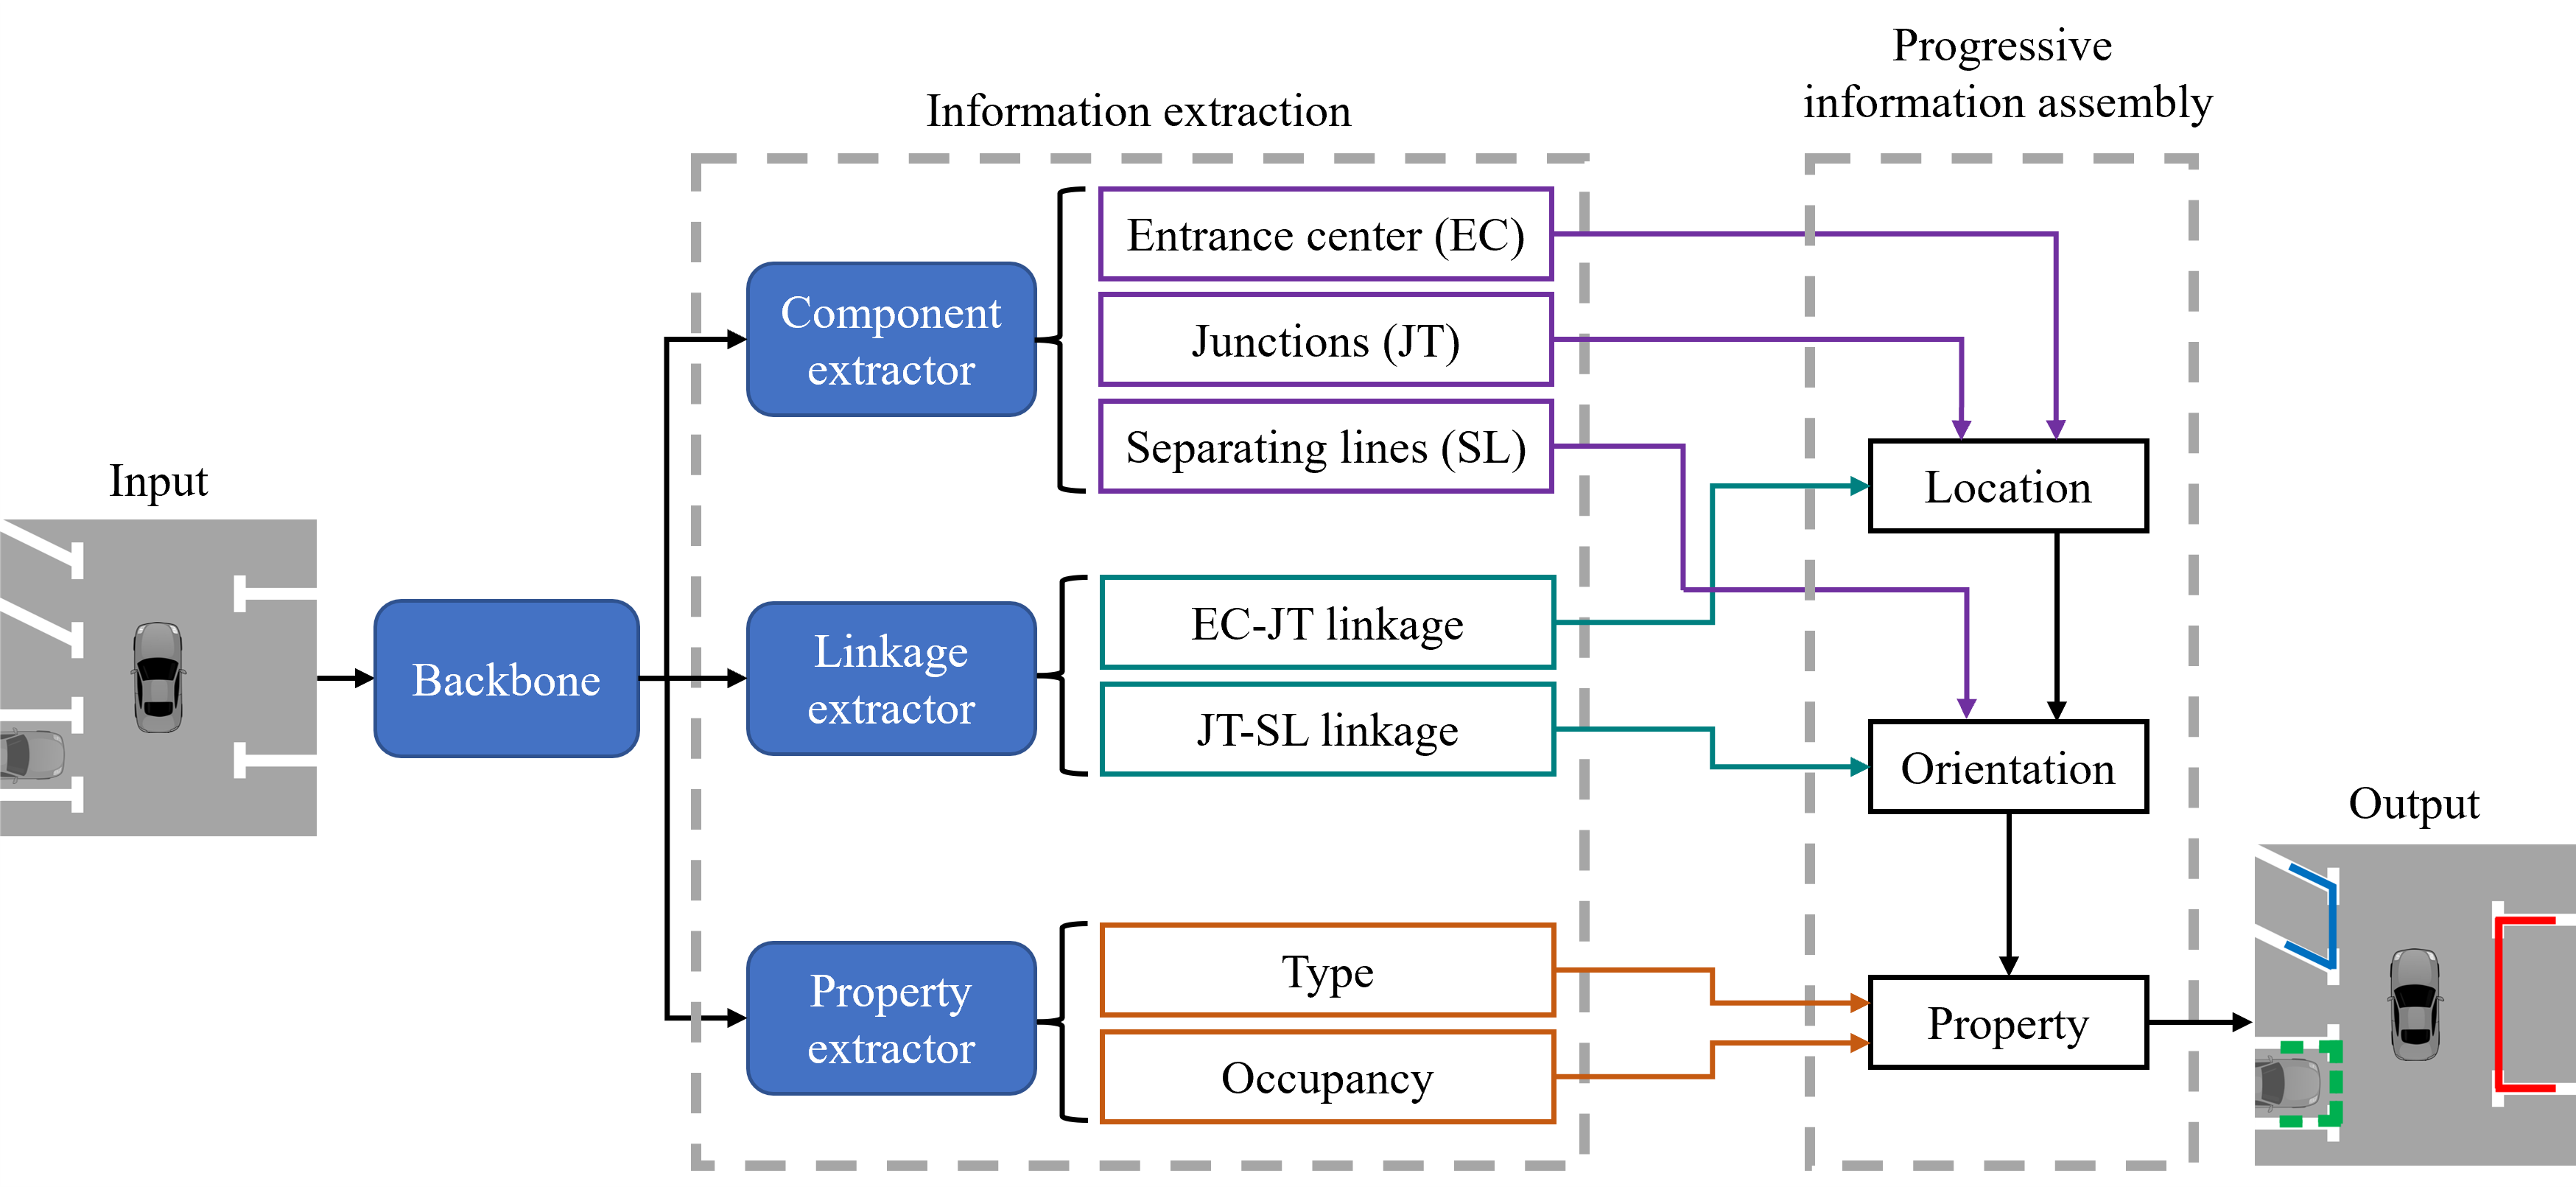 Progressive
information assembly
Information extraction
Entrance center (EC)
Component
extractor
Junctions (JT)
Separating lines (SL)
Input
Location
Backbone
Linkage
extractor
EC-JT linkage
JT-SL linkage
Orientation
Output
Property
extractor
Type
Occupancy
Property